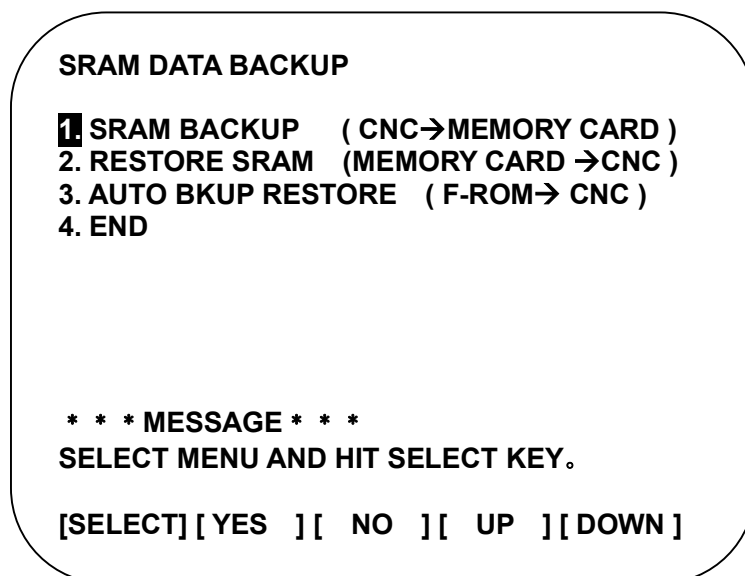 SRAM DATA BACKUP
1. SRAM BACKUP ( CNC→MEMORY CARD )
2. RESTORE SRAM (MEMORY CARD →CNC )
3. AUTO BKUP RESTORE ( F-ROM→ CNC )
4. END
* * * MESSAGE * * *
SELECT MENU AND HIT SELECT KEY。
[SELECT] [ YES ] [ NO ] [ UP ] [ DOWN ]